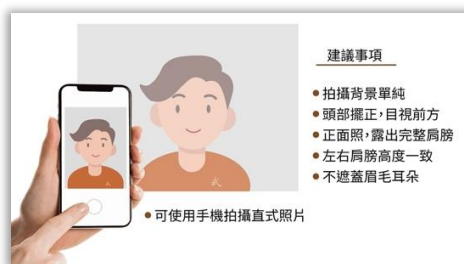 建議事項
●拍攝背景單純
●頭部擺正，目視前方
●正面照，露出完整肩膀
●左右肩膀高度一致
●不遮蓋眉毛耳朵
●可使用手機拍攝直式照片
武